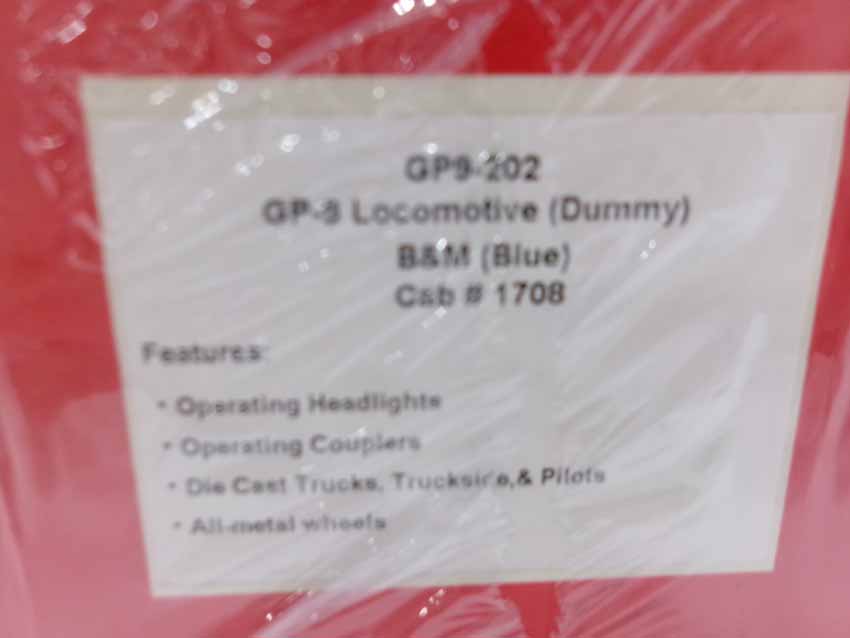 GP9-202
GP-9 Locomotive (Dummy)
B&M (Blue)
Cab # 1708
Features:
• Operating Headlights
• Operating Couplers
• Die Cast Trucks, & Pilots
• All-metal wheels